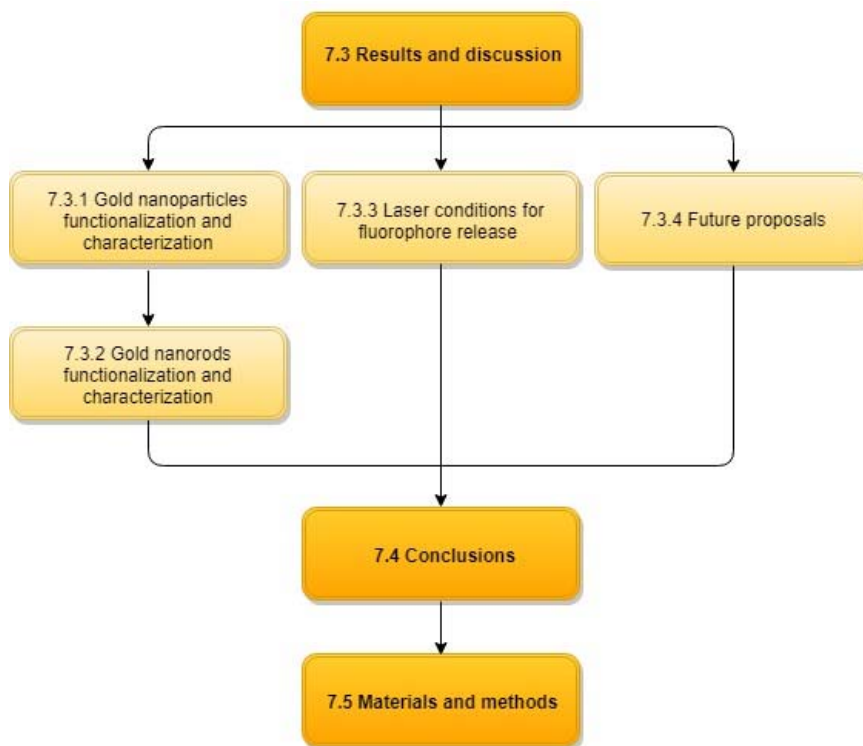 7.3 Results and discussion
7.3.1 Gold nanoparticles
functionalization and
characterization
7.3.3 Laser conditions for
fluorophore release
7.3.4 Future proposals
7.3.2 Gold nanorods
functionalization and
characterization
7.4 Conclusions
7.5 Materials and methods